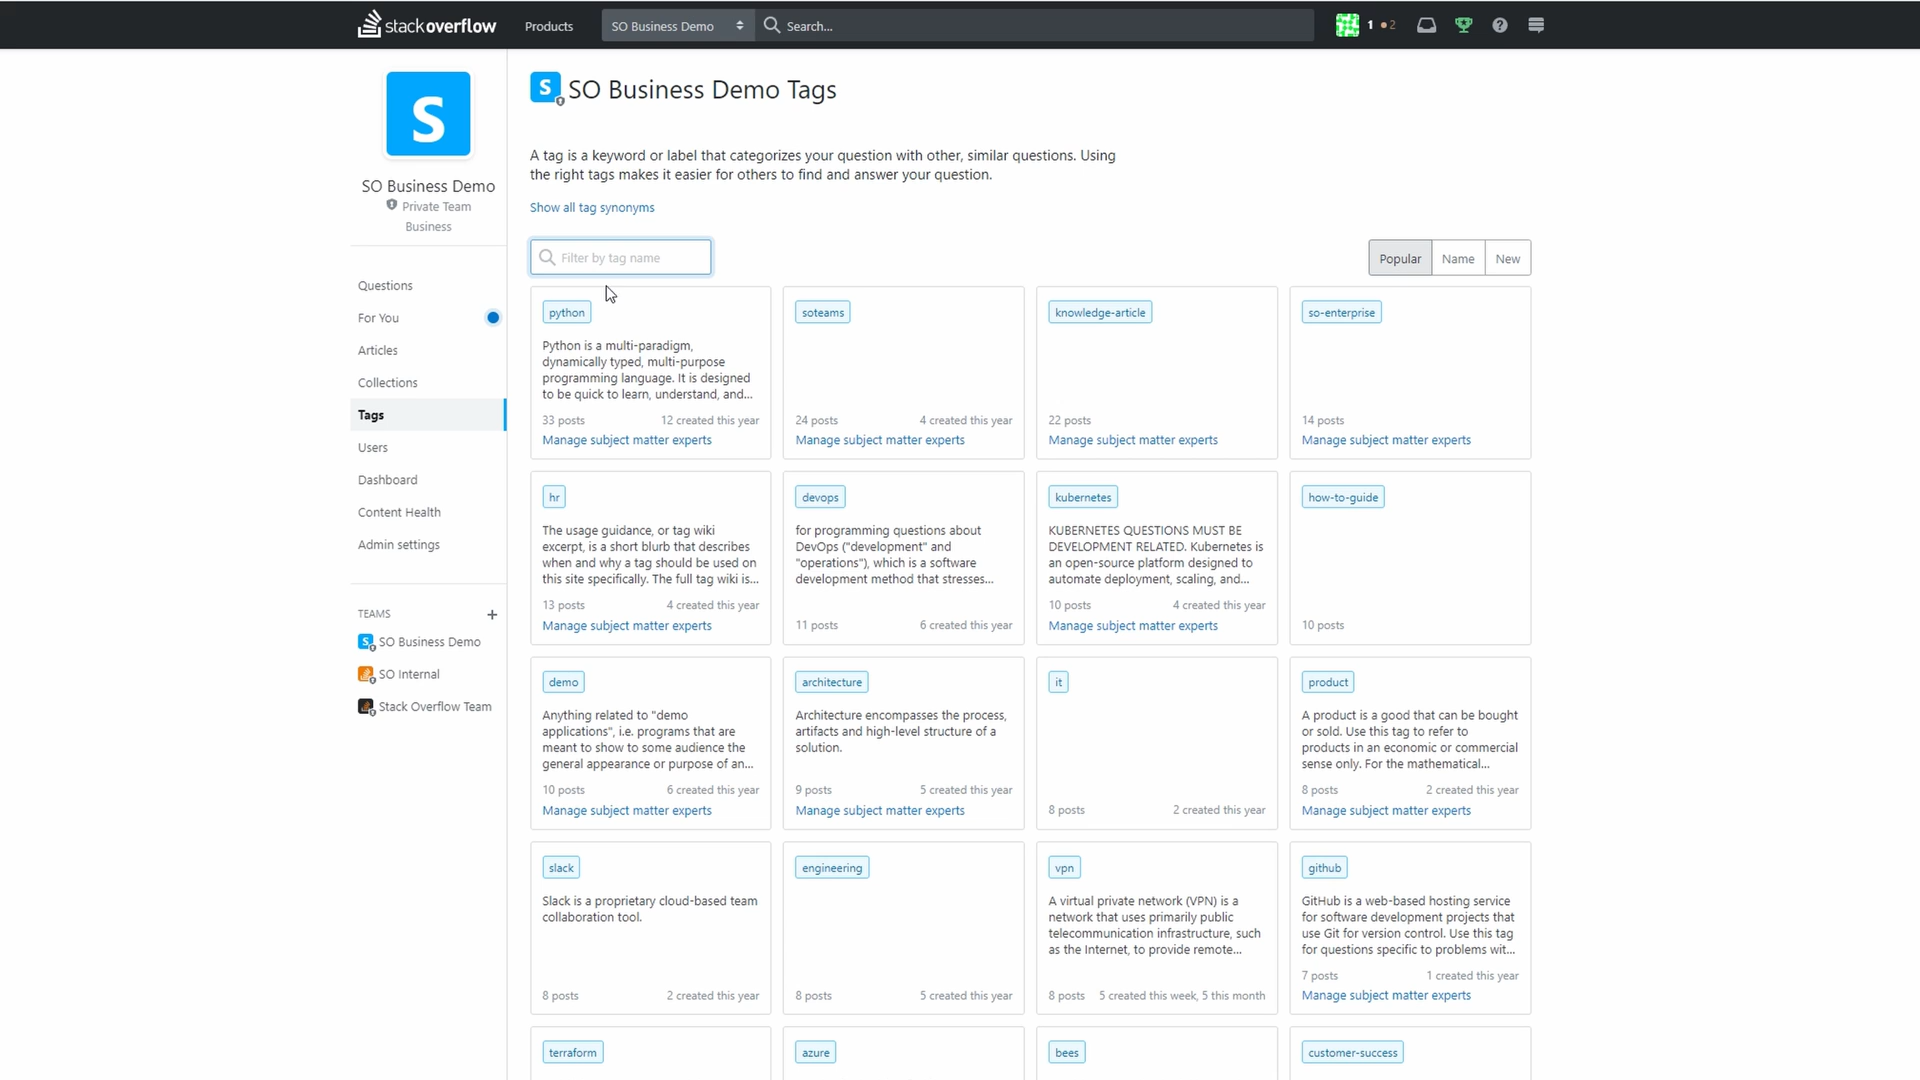 stackoverflow
Products
SO Business Demo
Search...
1
2
S
SO Business Demo
Private Team
Business
Questions
For You
Articles
Collections
Tags
Users
Dashboard
Content Health
Admin settings
TEAMS
S SO Business Demo
SO Internal
Stack Overflow Team
S SO Business Demo Tags
A tag is a keyword or label that categorizes your question with other, similar questions. Using
the right tags makes it easier for others to find and answer your question.
Show all tag synonyms
Filter by tag name
Popular Name New
python
Python is a multi-paradigm,
dynamically typed, multi-purpose
programming language. It is designed
to be quick to learn, understand, and...
33 posts 12 created this year
Manage subject matter experts
soteams
24 posts 4 created this year
Manage subject matter experts
knowledge-article
22 posts
Manage subject matter experts
so-enterprise
14 posts
Manage subject matter experts
hr
The usage guidance, or tag wiki
excerpt, is a short blurb that describes
when and why a tag should be used on
this site specifically. The full tag wiki is...
13 posts 4 created this year
Manage subject matter experts
devops
for programming questions about
DevOps ("development" and
"operations"), which is a software
development method that stresses...
11 posts 6 created this year
kubernetes
KUBERNETES QUESTIONS MUST BE
DEVELOPMENT RELATED. Kubernetes is
an open-source platform designed to
automate deployment, scaling, and...
10 posts 4 created this year
Manage subject matter experts
how-to-guide
10 posts
demo
Anything related to "demo
applications", i.e. programs that are
meant to show to some audience the
general appearance or purpose of an...
10 posts 6 created this year
Manage subject matter experts
architecture
Architecture encompasses the process,
artifacts and high-level structure of a
solution.
9 posts 5 created this year
Manage subject matter experts
it
8 posts 2 created this year
product
A product is a good that can be bought
or sold. Use this tag to refer to
products in an economic or commercial
sense only. For the mathematical...
8 posts 2 created this year
Manage subject matter experts
slack
Slack is a proprietary cloud-based team
collaboration tool.
8 posts 2 created this year
engineering
8 posts 5 created this year
vpn
A virtual private network (VPN) is a
network that uses primarily public
telecommunication infrastructure, such
as the Internet, to provide remote...
8 posts 5 created this week, 5 this month
github
GitHub is a web-based hosting service
for software development projects that
use Git for version control. Use this tag
for questions specific to problems wit...
7 posts 1 created this year
Manage subject matter experts
terraform
azure
bees
customer-success